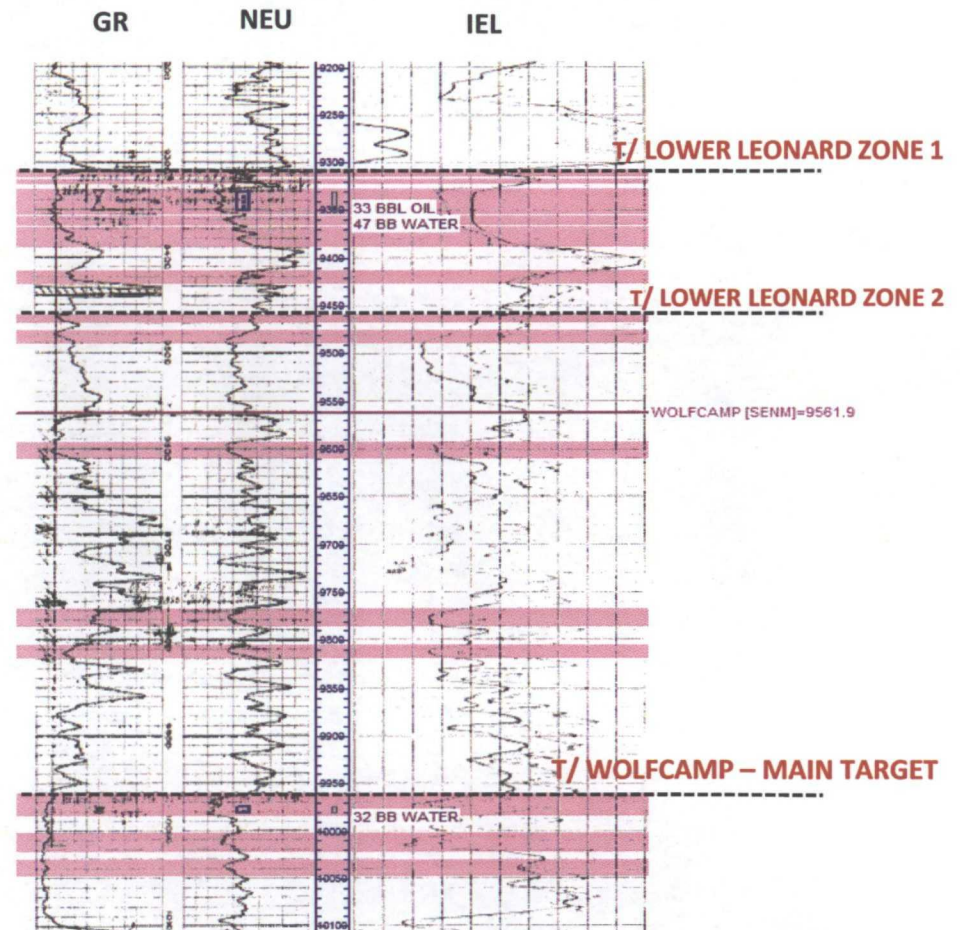 GR NEU IEL
9200
9250
9300
T/ LOWER LEONARD ZONE 1
9350
33 BBL OIL
47 BB WATER
9400
9450
T/ LOWER LEONARD ZONE 2
9500
9550
WOLFCAMP [SENM]=9561.9
9600
9650
9700
9750
9800
9850
9900
9950
T/ WOLFCAMP – MAIN TARGET
32 BB WATER
10000
10050
10100